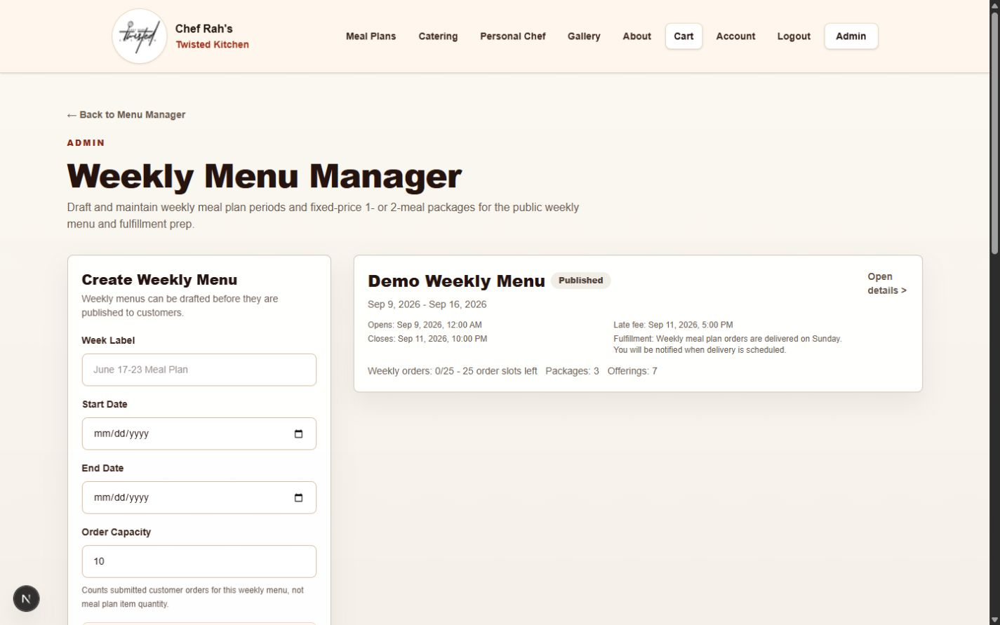 twisted
Chef Rah's
Twisted Kitchen
Meal Plans
Catering
Personal Chef
Gallery
About
Cart
Account
Logout
Admin
← Back to Menu Manager
ADMIN
Weekly Menu Manager
Draft and maintain weekly meal plan periods and fixed-price 1- or 2-meal packages for the public weekly
menu and fulfillment prep.
Create Weekly Menu
Weekly menus can be drafted before they are
published to customers.
Week Label
June 17-23 Meal Plan
Start Date
mm/dd/yyyy
End Date
mm/dd/yyyy
Order Capacity
10
Counts submitted customer orders for this weekly menu, not
meal plan item quantity.
Demo Weekly Menu Published
Open
details >
Sep 9, 2026 - Sep 16, 2026
Opens: Sep 9, 2026, 12:00 AM
Closes: Sep 11, 2026, 10:00 PM
Late fee: Sep 11, 2026, 5:00 PM
Fulfillment: Weekly meal plan orders are delivered on Sunday.
You will be notified when delivery is scheduled.
Weekly orders: 0/25 - 25 order slots left Packages: 3 Offerings: 7
N